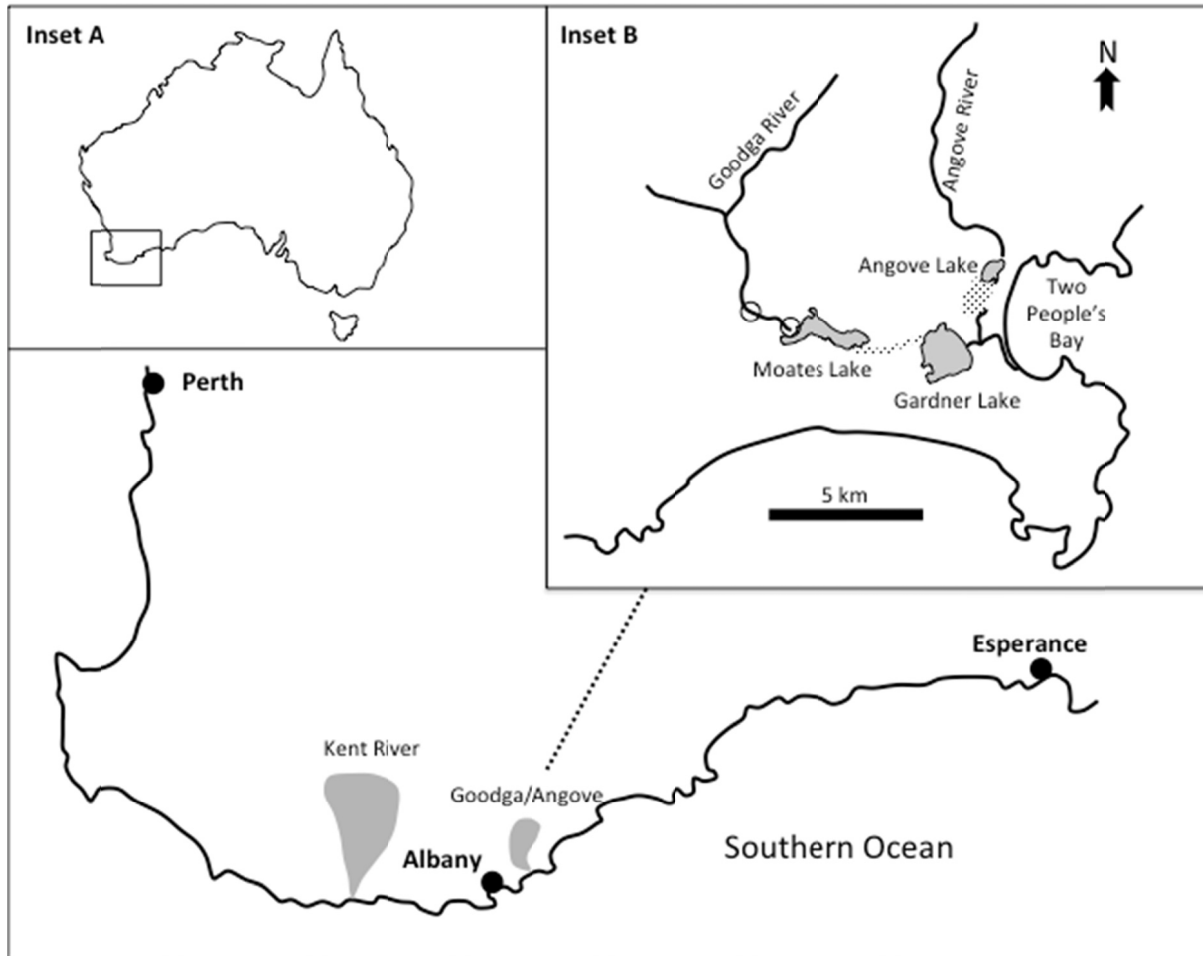 Inset A
Inset B
N
Goodga River
Angove River
Angove Lake
Two
People's
Bay
Moates Lake
Gardner Lake
5 km
Perth
Esperance
Kent River
Goodga/Angove
Albany
Southern Ocean